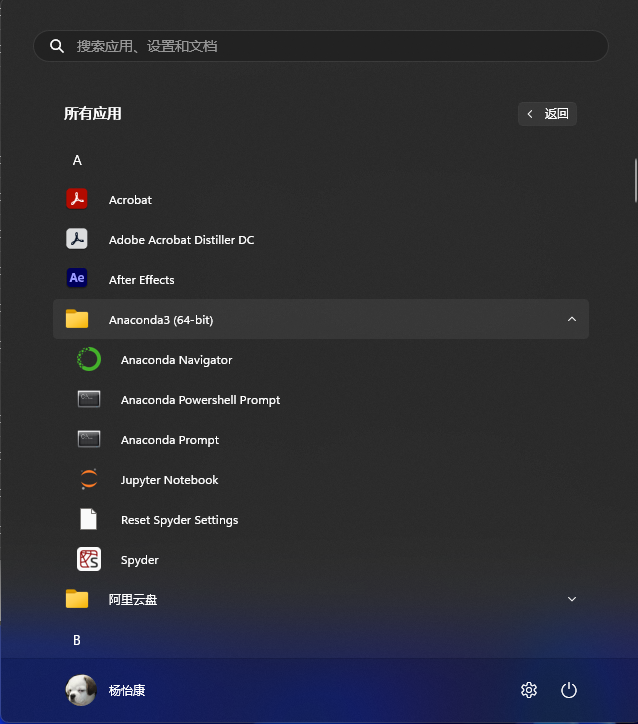 搜索应用、设置和文档
所有应用
返回
A
Acrobat
Adobe Acrobat Distiller DC
Ae
After Effects
Anaconda3 (64-bit)
Anaconda Navigator
Anaconda Powershell Prompt
Anaconda Prompt
Jupyter Notebook
Reset Spyder Settings
Spyder
阿里云盘
B
杨怡康